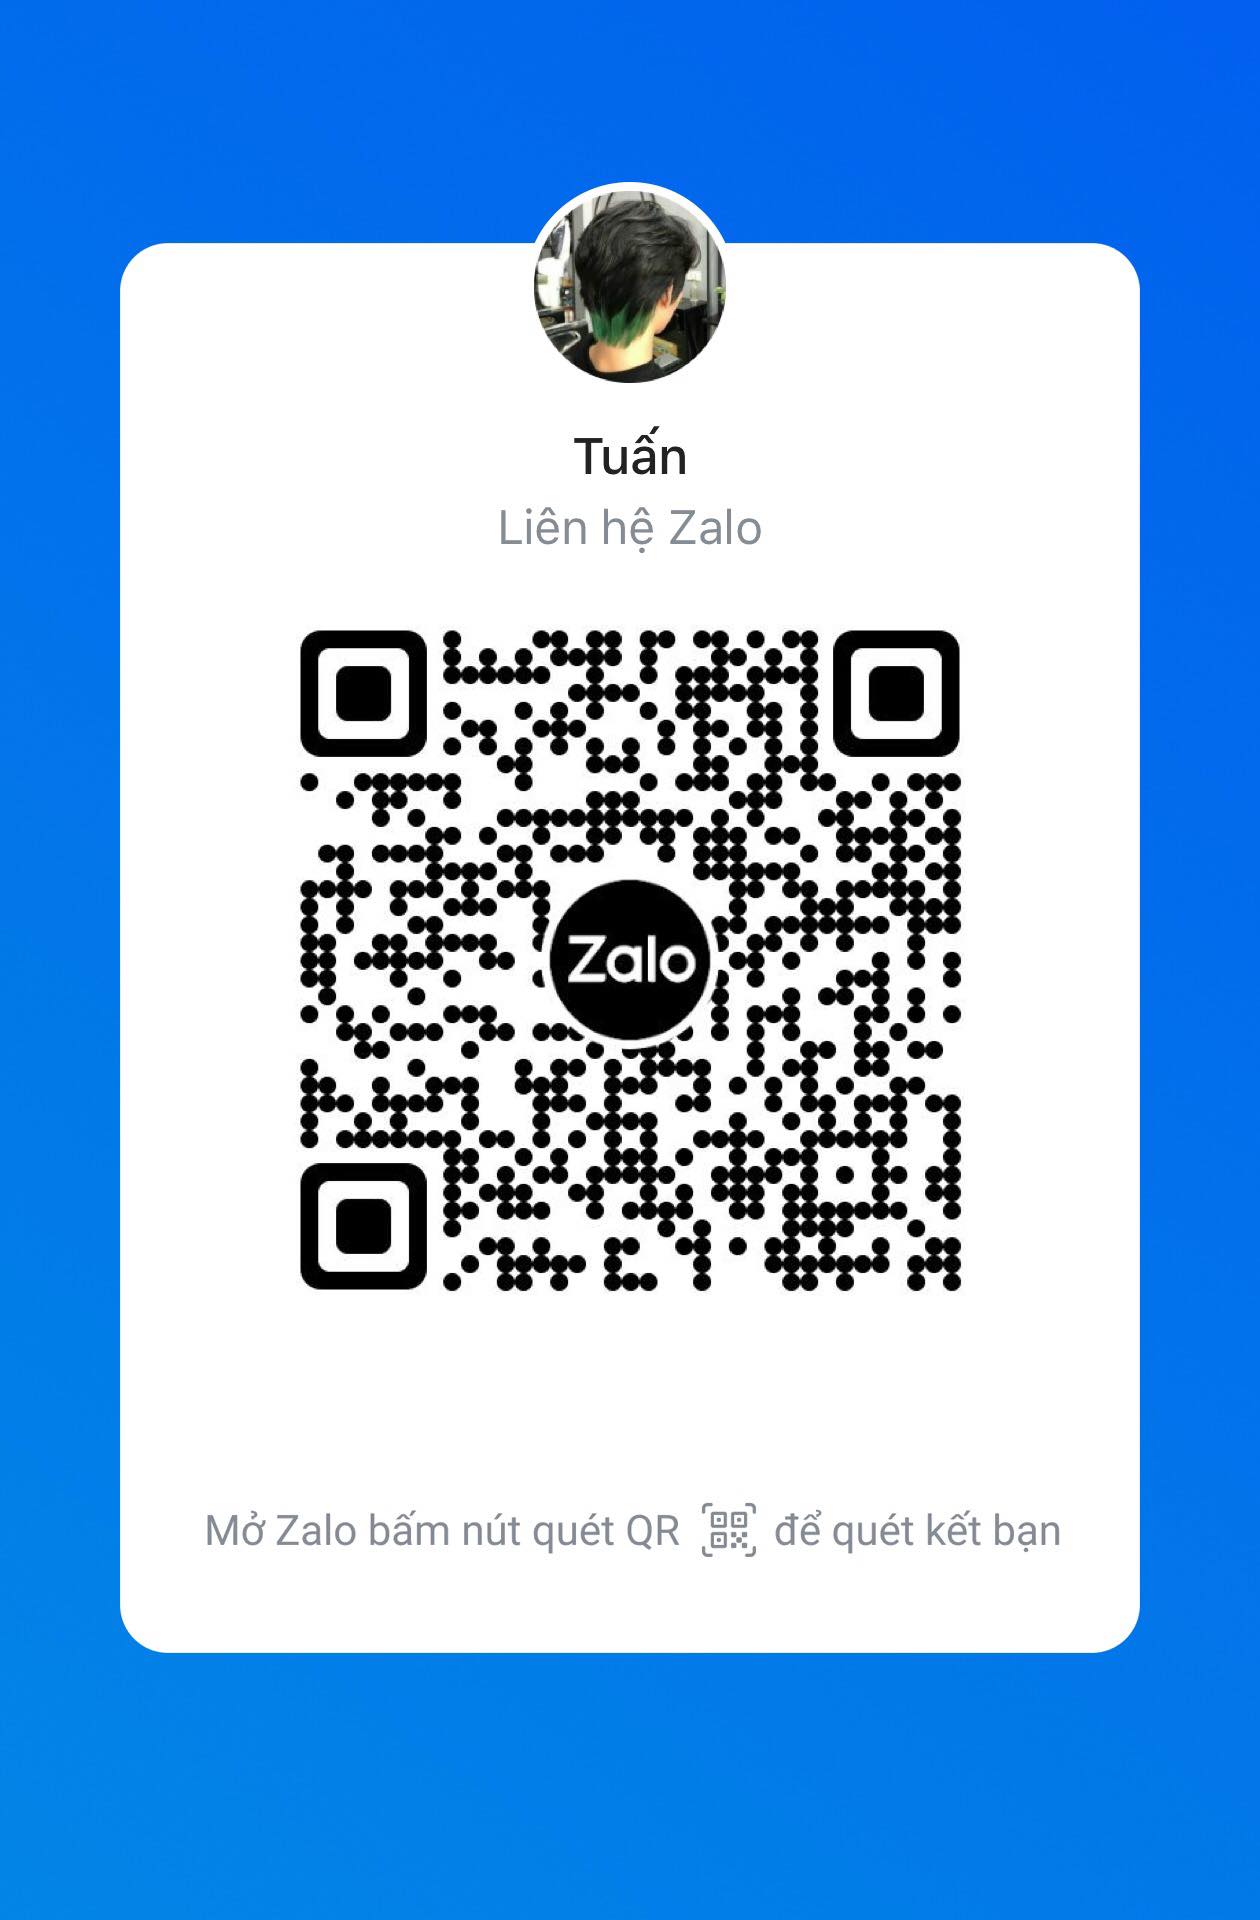 Tuấn
Liên hệ Zalo
Zalo
Mở Zalo bấm nút quét QR để quét kết bạn